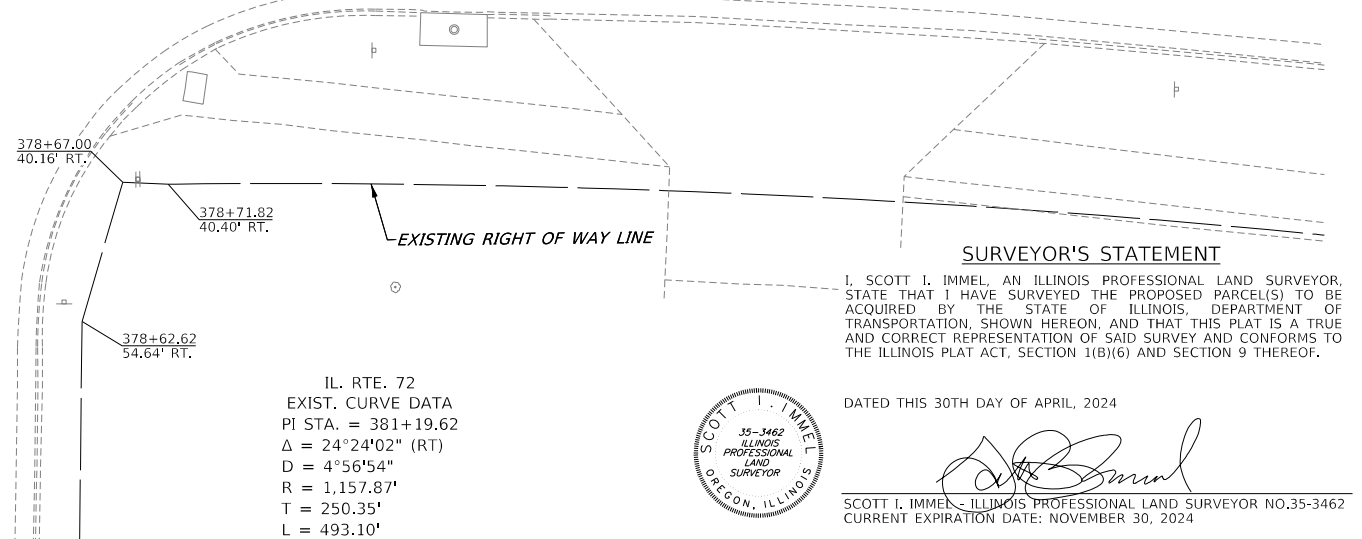 378+67.00
40.16' RT.
378+71.82
40.40' RT.
EXISTING RIGHT OF WAY LINE
378+62.62
54.64' RT.
IL. RTE. 72
EXIST. CURVE DATA
PI STA. = 381+19.62
Δ = 24°24'02" (RT)
D = 4°56'54"
R = 1,157.87'
T = 250.35'
L = 493.10'
SCOTT I. IMMEL
35-3462
ILLINOIS
PROFESSIONAL
LAND
SURVEYOR
OREGON, ILLINOIS
SURVEYOR'S STATEMENT
I, SCOTT I. IMMEL, AN ILLINOIS PROFESSIONAL LAND SURVEYOR,
STATE THAT I HAVE SURVEYED THE PROPOSED PARCEL(S) TO BE
ACQUIRED BY THE STATE OF ILLINOIS, DEPARTMENT OF
TRANSPORTATION, SHOWN HEREON, AND THAT THIS PLAT IS A TRUE
AND CORRECT REPRESENTATION OF SAID SURVEY AND CONFORMS TO
THE ILLINOIS PLAT ACT, SECTION 1(B)(6) AND SECTION 9 THEREOF.
DATED THIS 30TH DAY OF APRIL, 2024
SCOTT I. IMMEL - ILLINOIS PROFESSIONAL LAND SURVEYOR NO.35-3462
CURRENT EXPIRATION DATE: NOVEMBER 30, 2024